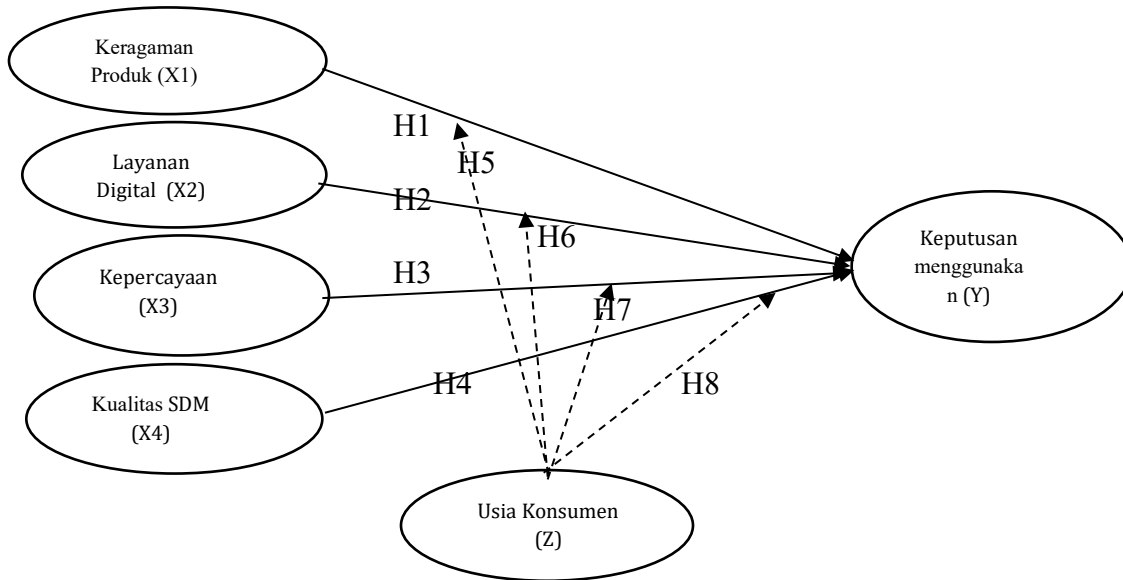 Keragaman
Produk (X1)
H1
H5
Layanan
Digital (X2)
H2
H6
Keputusan
menggunaka
n (Y)
Kepercayaan
(X3)
H3
H7
Kualitas SDM
(X4)
H4
H8
Usia Konsumen
(Z)